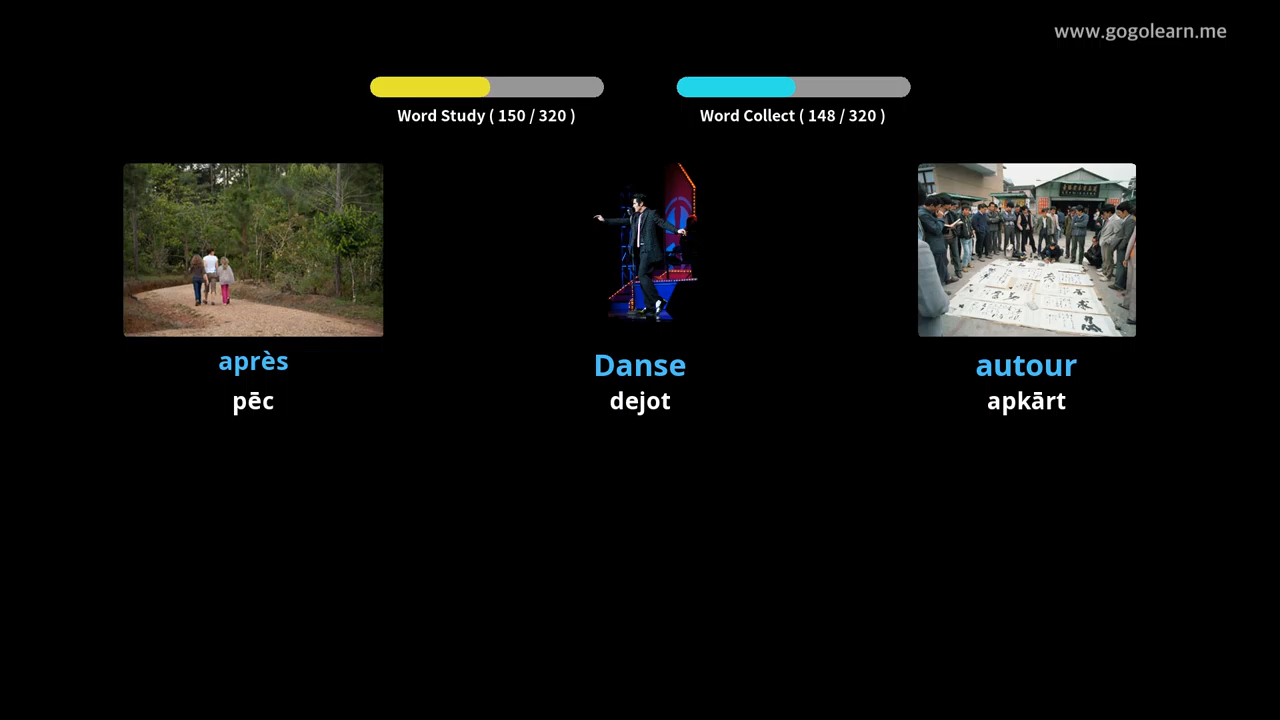 www.gogolearn.me
Word Study ( 150 / 320 )
Word Collect ( 148 / 320 )
après
Danse
autour
pēc
dejot
apkārt